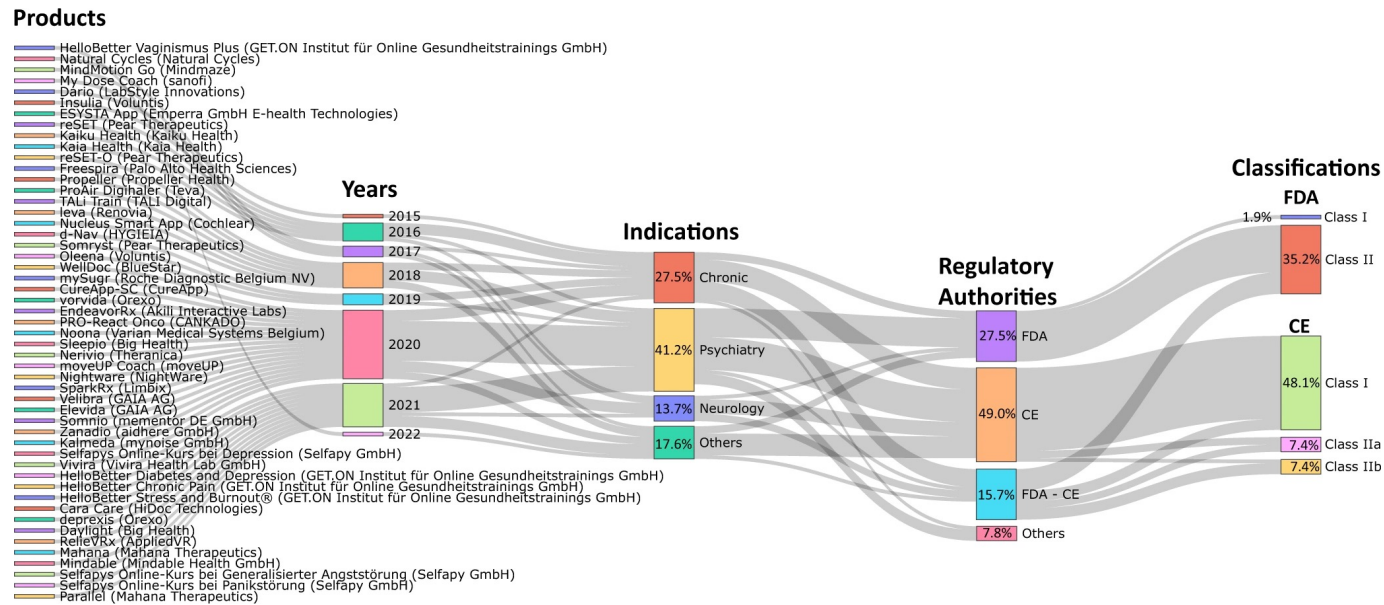 Products
HelloBetter Vaginismus Plus (GET.ON Institut für Online Gesundheitstrainings GmbH)
Natural Cycles (Natural Cycles)
MindMotion Go (Mindmaze)
My Dose Coach (sanofi)
Dario (LabStyle Innovations)
Insulia (Voluntis)
ESYSTA App (Emperra GmbH E-health Technologies)
reSET (Pear Therapeutics)
Kaiku Health (Kaiku Health)
Kaia Health (Kaia Health)
reSET-O (Pear Therapeutics)
Freespira (Palo Alto Health Sciences)
Propeller (Propeller Health)
ProAir Digihaler (Teva)
TALi Train (TALI Digital)
leva (Renovia)
Nucleus Smart App (Cochlear)
d-Nav (HYGIEIA)
Somryst (Pear Therapeutics)
Oleena (Voluntis)
WellDoc (BlueStar)
mySugr (Roche Diagnostic Belgium NV)
CureApp-SC (CureApp)
vorvida (Orexo)
EndeavorRx (Akili Interactive Labs)
PRO-React Onco (CANKADO)
Noona (Varian Medical Systems Belgium)
Sleepio (Big Health)
Nerivio (Theranica)
moveUP Coach (moveUP)
Nightware (NightWare)
SparkRx (Limbix)
Velibra (GAIA AG)
Elevida (GAIA AG)
Somnio (mementor DE GmbH)
Zanadio (aidhere GmbH)
Kalmeda (mynoise GmbH)
Selfapys Online-Kurs bei Depression (Selfapy GmbH)
Vivira (Vivira Health Lab GmbH)
HelloBetter Diabetes and Depression (GET.ON Institut für Online Gesundheitstrainings GmbH)
HelloBetter Chronic Pain (GET.ON Institut für Online Gesundheitstrainings GmbH)
HelloBetter Stress and Burnout® (GET.ON Institut für Online Gesundheitstrainings GmbH)
Cara Care (HiDoc Technologies)
deprexis (Orexo)
Daylight (Big Health)
RelieVRx (AppliedVR)
Mahana (Mahana Therapeutics)
Mindable (Mindable Health GmbH)
Selfapys Online-Kurs bei Generalisierter Angststörung (Selfapy GmbH)
Selfapys Online-Kurs bei Panikstörung (Selfapy GmbH)
Parallel (Mahana Therapeutics)
Years
2015
2016
2017
2018
2019
2020
2021
2022
Indications
27.5% Chronic
41.2% Psychiatry
13.7% Neurology
17.6% Others
Regulatory
Authorities
27.5% FDA
49.0% CE
15.7% FDA - CE
7.8% Others
Classifications
FDA
1.9% Class I
35.2% Class II
CE
48.1% Class I
7.4% Class IIa
7.4% Class IIb